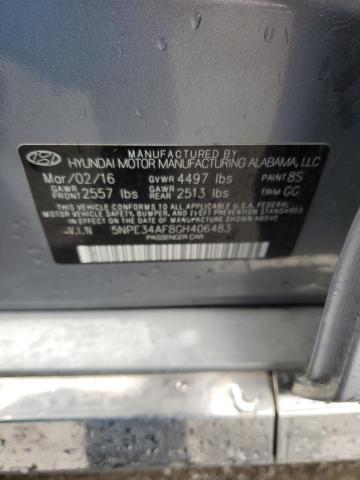 MANUFACTURED BY
HYUNDAI MOTOR MANUFACTURING ALABAMA, LLC
Mar/02/16 GVWR 4497 lbs PAINT 8S
GAWR FRONT 2557 lbs GAWR REAR 2513 lbs TRIM GG
THIS VEHICLE CONFORMS TO ALL APPLICABLE U.S. FEDERAL MOTOR
VEHICLE SAFETY, BUMPER, AND THEFT PREVENTION STANDARDS
IN EFFECT ON THE DATE OF MANUFACTURE SHOWN ABOVE.
V.I.N 5NPE34AF8GH406483
PASSENGER CAR